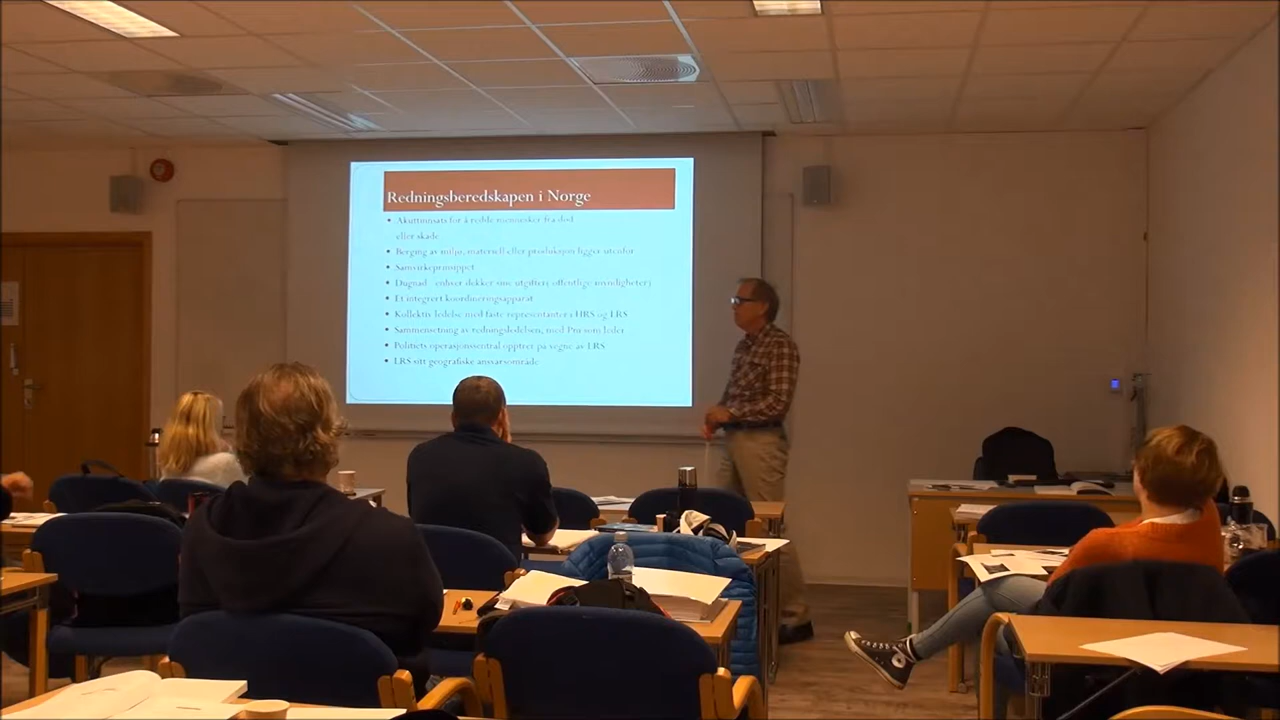 Redningsberedskapen i Norge
• Akuttinnsats for å redde mennesker fra død
eller skade
• Berging av miljø, materiell eller produksjon ligger utenfor
• Samvirkeprinsippet
• Dugnad - enhver dekker sine utgifter( offentlige myndigheter)
• Et integrert koordineringsapparat
• Kollektiv ledelse med faste representanter i HRS og LRS
• Sammensetning av redningsledelsen, med Pm som leder
• Politiets operasjonssentral opptrer på vegne av LRS
• LRS sitt geografiske ansvarsområde